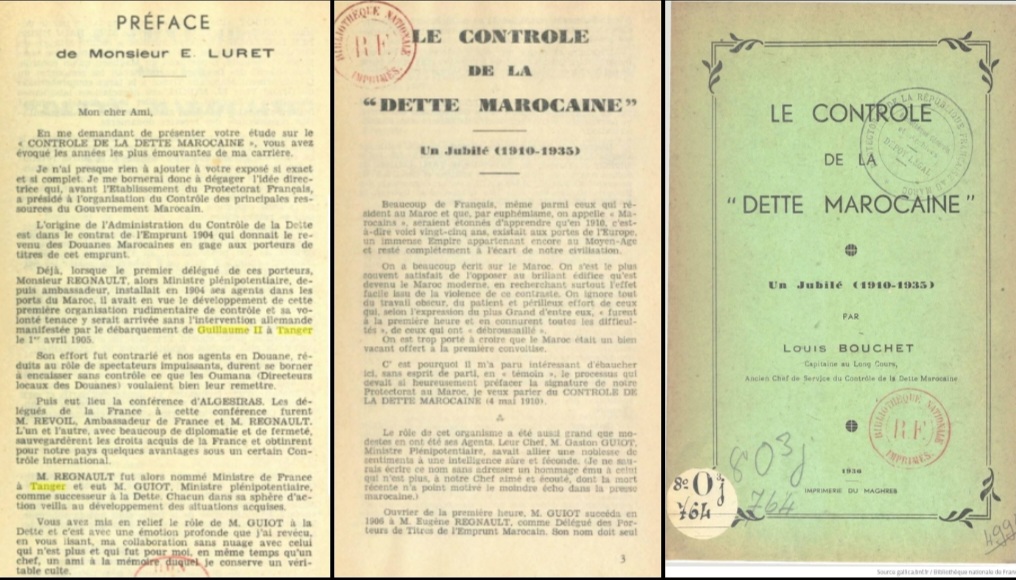 PRÉFACE
de Monsieur E. LURET
Mon cher Ami,
En me demandant de présenter votre étude sur le
« CONTROLE DE LA DETTE MAROCAINE », vous avez
évoqué les années les plus émouvantes de ma carrière.
Je n'ai presque rien à ajouter à votre exposé si exact
et si complet. Je me bornerai donc à dégager l'idée direc-
trice qui, avant l'Etablissement du Protectorat Français,
a présidé à l'organisation du Contrôle des principales res-
sources du Gouvernement Marocain.
L'origine de l'Administration du Contrôle de la Dette
est dans le contrat de l'Emprunt 1904 qui donnait le re-
venu des Douanes Marocaines en gage aux porteurs de
titres de cet emprunt.
Déjà, lorsque le premier délégué de ces porteurs,
Monsieur REGNAULT, alors Ministre plénipotentiaire, de-
puis ambassadeur, installait en 1904 ses agents dans les
ports du Maroc, il avait en vue le développement de cette
première organisation rudimentaire de contrôle et sa vo-
lonté tenace y serait arrivée sans l'intervention allemande
manifestée par le débarquement de Guillaume II à Tanger
le 1er avril 1905.
Son effort fut contrarié et nos agents en Douane, ré-
duits au rôle de spectateurs impuissants, durent se borner
à encaisser sans contrôle ce que les Oumana (Directeurs
locaux des Douanes) voulaient bien leur remettre.
Puis eut lieu la conférence d'ALGESIRAS. Les dé-
légués de la France à cette conférence furent
M. REVOIL, Ambassadeur de France et M. REGNAULT.
L'un et l'autre, avec beaucoup de diplomatie et de fermeté,
sauvegardèrent les droits acquis de la France et obtinrent
pour notre pays quelques avantages sous un certain Con-
trôle international.
M. REGNAULT fut alors nommé Ministre de France
à Tanger et eut M. GUIOT, Ministre plénipotentiaire,
comme successeur à la Dette. Chacun dans sa sphère d'ac-
tion veilla au développement des situations acquises.
Vous avez mis en relief le rôle de M. GUIOT à la
Dette et c'est avec une émotion profonde que j'ai revécu,
en vous lisant, ma collaboration sans nuage avec celui
qui n'est plus et qui fut pour moi, en même temps qu'un
chef, un ami à la mémoire duquel je conserve un véri-
table culte.
BIBLIOTHÈQUE NATIONALE
R.F.
IMPRIMÉS
LE CONTROLE
DE LA
“DETTE MAROCAINE”
Un Jubilé (1910-1935)
Beaucoup de Français, même parmi ceux qui ré-
sident au Maroc et que, par euphémisme, on appelle « Ma-
rocains », seraient étonnés d'apprendre qu'en 1910, c'est-
à-dire voici vingt-cinq ans, existait aux portes de l'Europe,
un immense Empire appartenant encore au Moyen-Age
et resté complètement à l'écart de notre civilisation.
On a beaucoup écrit sur le Maroc. On s'est le plus
souvent satisfait de l'opposer au brillant édifice qu'est
devenu le Maroc moderne, en recherchant surtout l'effet
facile issu de la violence de ce contraste. On ignore tout
du travail obscur, du patient et périlleux effort de ceux
qui, selon l'expression du plus Grand d'entre eux, « furent
à la première heure et en connurent toutes les difficul-
tés », de ceux qui ont « débroussaillé ».
On est trop porté à croire que le Maroc était un bien
vacant offert à la première convoitise.
C' est pourquoi il m'a paru intéressant d'ébaucher
ici, sans esprit de parti, en « témoin », le processus qui
devait si heureusement préfacer la signature de notre
Protectorat au Maroc, je veux parler du CONTROLE DE
LA DETTE MAROCAINE (4 mai 1910).
Le rôle de cet organisme a été aussi grand que mo-
destes en ont été ses Agents. Leur Chef, M. Gaston GUIOT,
Ministre Plénipotentiaire, savait allier une noblesse de
sentiments à une intelligence sûre et féconde. (Je ne sau-
rais écrire ce nom sans adresser un hommage ému à celui
qui n'est plus, à notre Chef aimé et écouté, dont la mort
récente n'a point motivé le moindre écho dans la presse
marocaine.)
Ouvrier de la première heure, M. GUIOT succéda en
1906 à M. Eugène REGNAULT, comme Délégué des Por-
teurs de Titres de l'Emprunt Marocain. Son nom doit seul
3
LE CONTROLE
DE LA
“DETTE MAROCAINE”
Un Jubilé (1910-1935)
PAR
LOUIS BOUCHET
Capitaine au Long Cours,
Ancien Chef de Service du Contrôle de la Dette Marocaine
BIBLIOTHÈQUE NATIONALE
R.F.
IMPRIMÉS
803j
764
8º O3j
764
1936
IMPRIMERIE DU MAGHREB
Source gallica.bnf.fr / Bibliothèque nationale de Franc